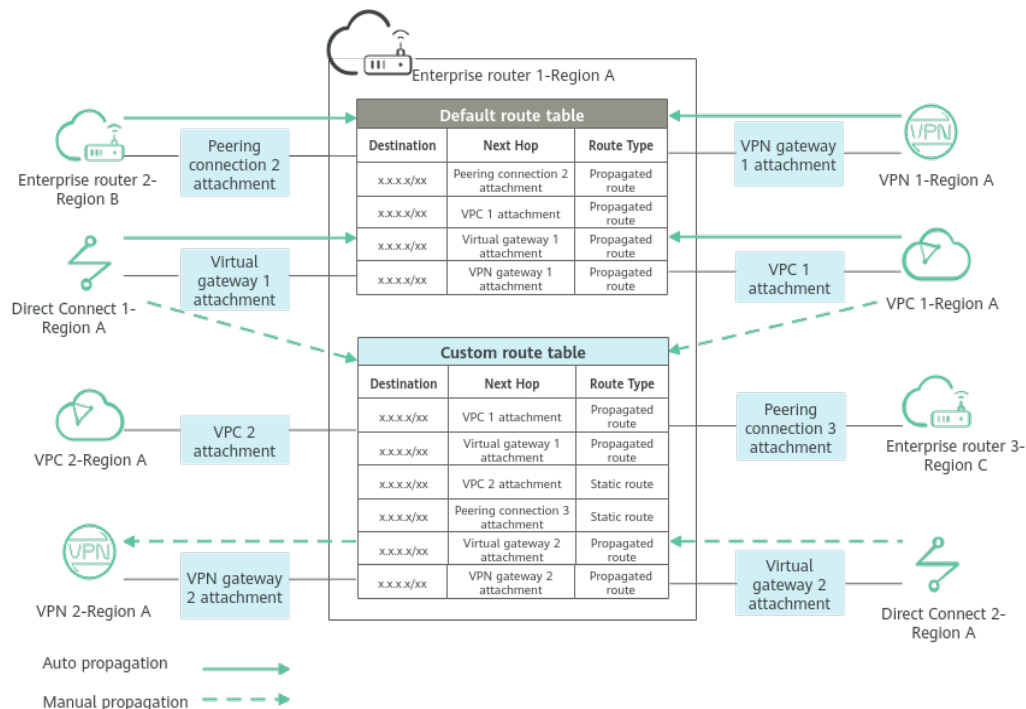 Enterprise router 1-Region A
Default route table
Destination
Next Hop
Route Type
x.x.x.x/xx
Peering connection 2
attachment
Propagated
route
x.x.x.x/xx
VPC 1 attachment
Propagated
route
x.x.x.x/xx
Virtual gateway 1
attachment
Propagated
route
x.x.x.x/xx
VPN gateway 1
attachment
Propagated
route
Peering
connection 2
attachment
Enterprise router 2-
Region B
VPN gateway
1 attachment
VPN
VPN 1-Region A
Virtual
gateway 1
attachment
Direct Connect 1-
Region A
VPC 1
attachment
VPC 1-Region A
Custom route table
Destination
Next Hop
Route Type
x.x.x.x/xx
VPC 1 attachment
Propagated
route
x.x.x.x/xx
Virtual gateway 1
attachment
Propagated
route
x.x.x.x/xx
VPC 2 attachment
Static route
x.x.x.x/xx
Peering connection 3
attachment
Static route
x.x.x.x/xx
Virtual gateway 2
attachment
Propagated
route
x.x.x.x/xx
VPN gateway 2
attachment
Propagated
route
VPC 2
attachment
VPC 2-Region A
Peering
connection 3
attachment
Enterprise router 3-
Region C
VPN
VPN gateway
2 attachment
VPN 2-Region A
Virtual
gateway 2
attachment
Direct Connect 2-
Region A
Auto propagation
Manual propagation